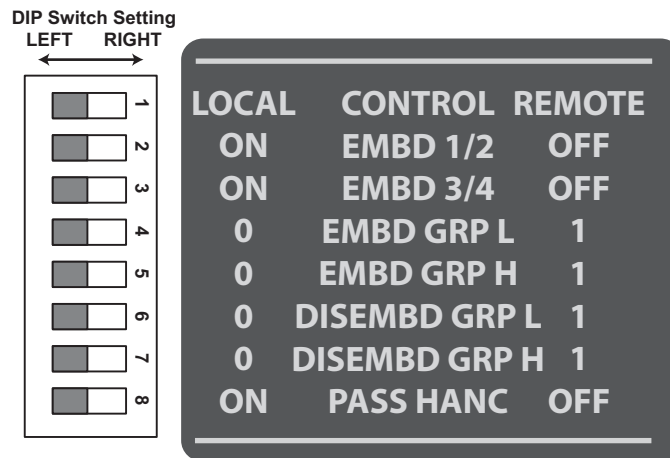 DIP Switch Setting
LEFT RIGHT
1
2
3
4
5
6
7
8
LOCAL CONTROL REMOTE
ON EMBD 1/2 OFF
ON EMBD 3/4 OFF
0 EMBD GRP L 1
0 EMBD GRP H 1
0 DISEMBD GRP L 1
0 DISEMBD GRP H 1
ON PASS HANC OFF